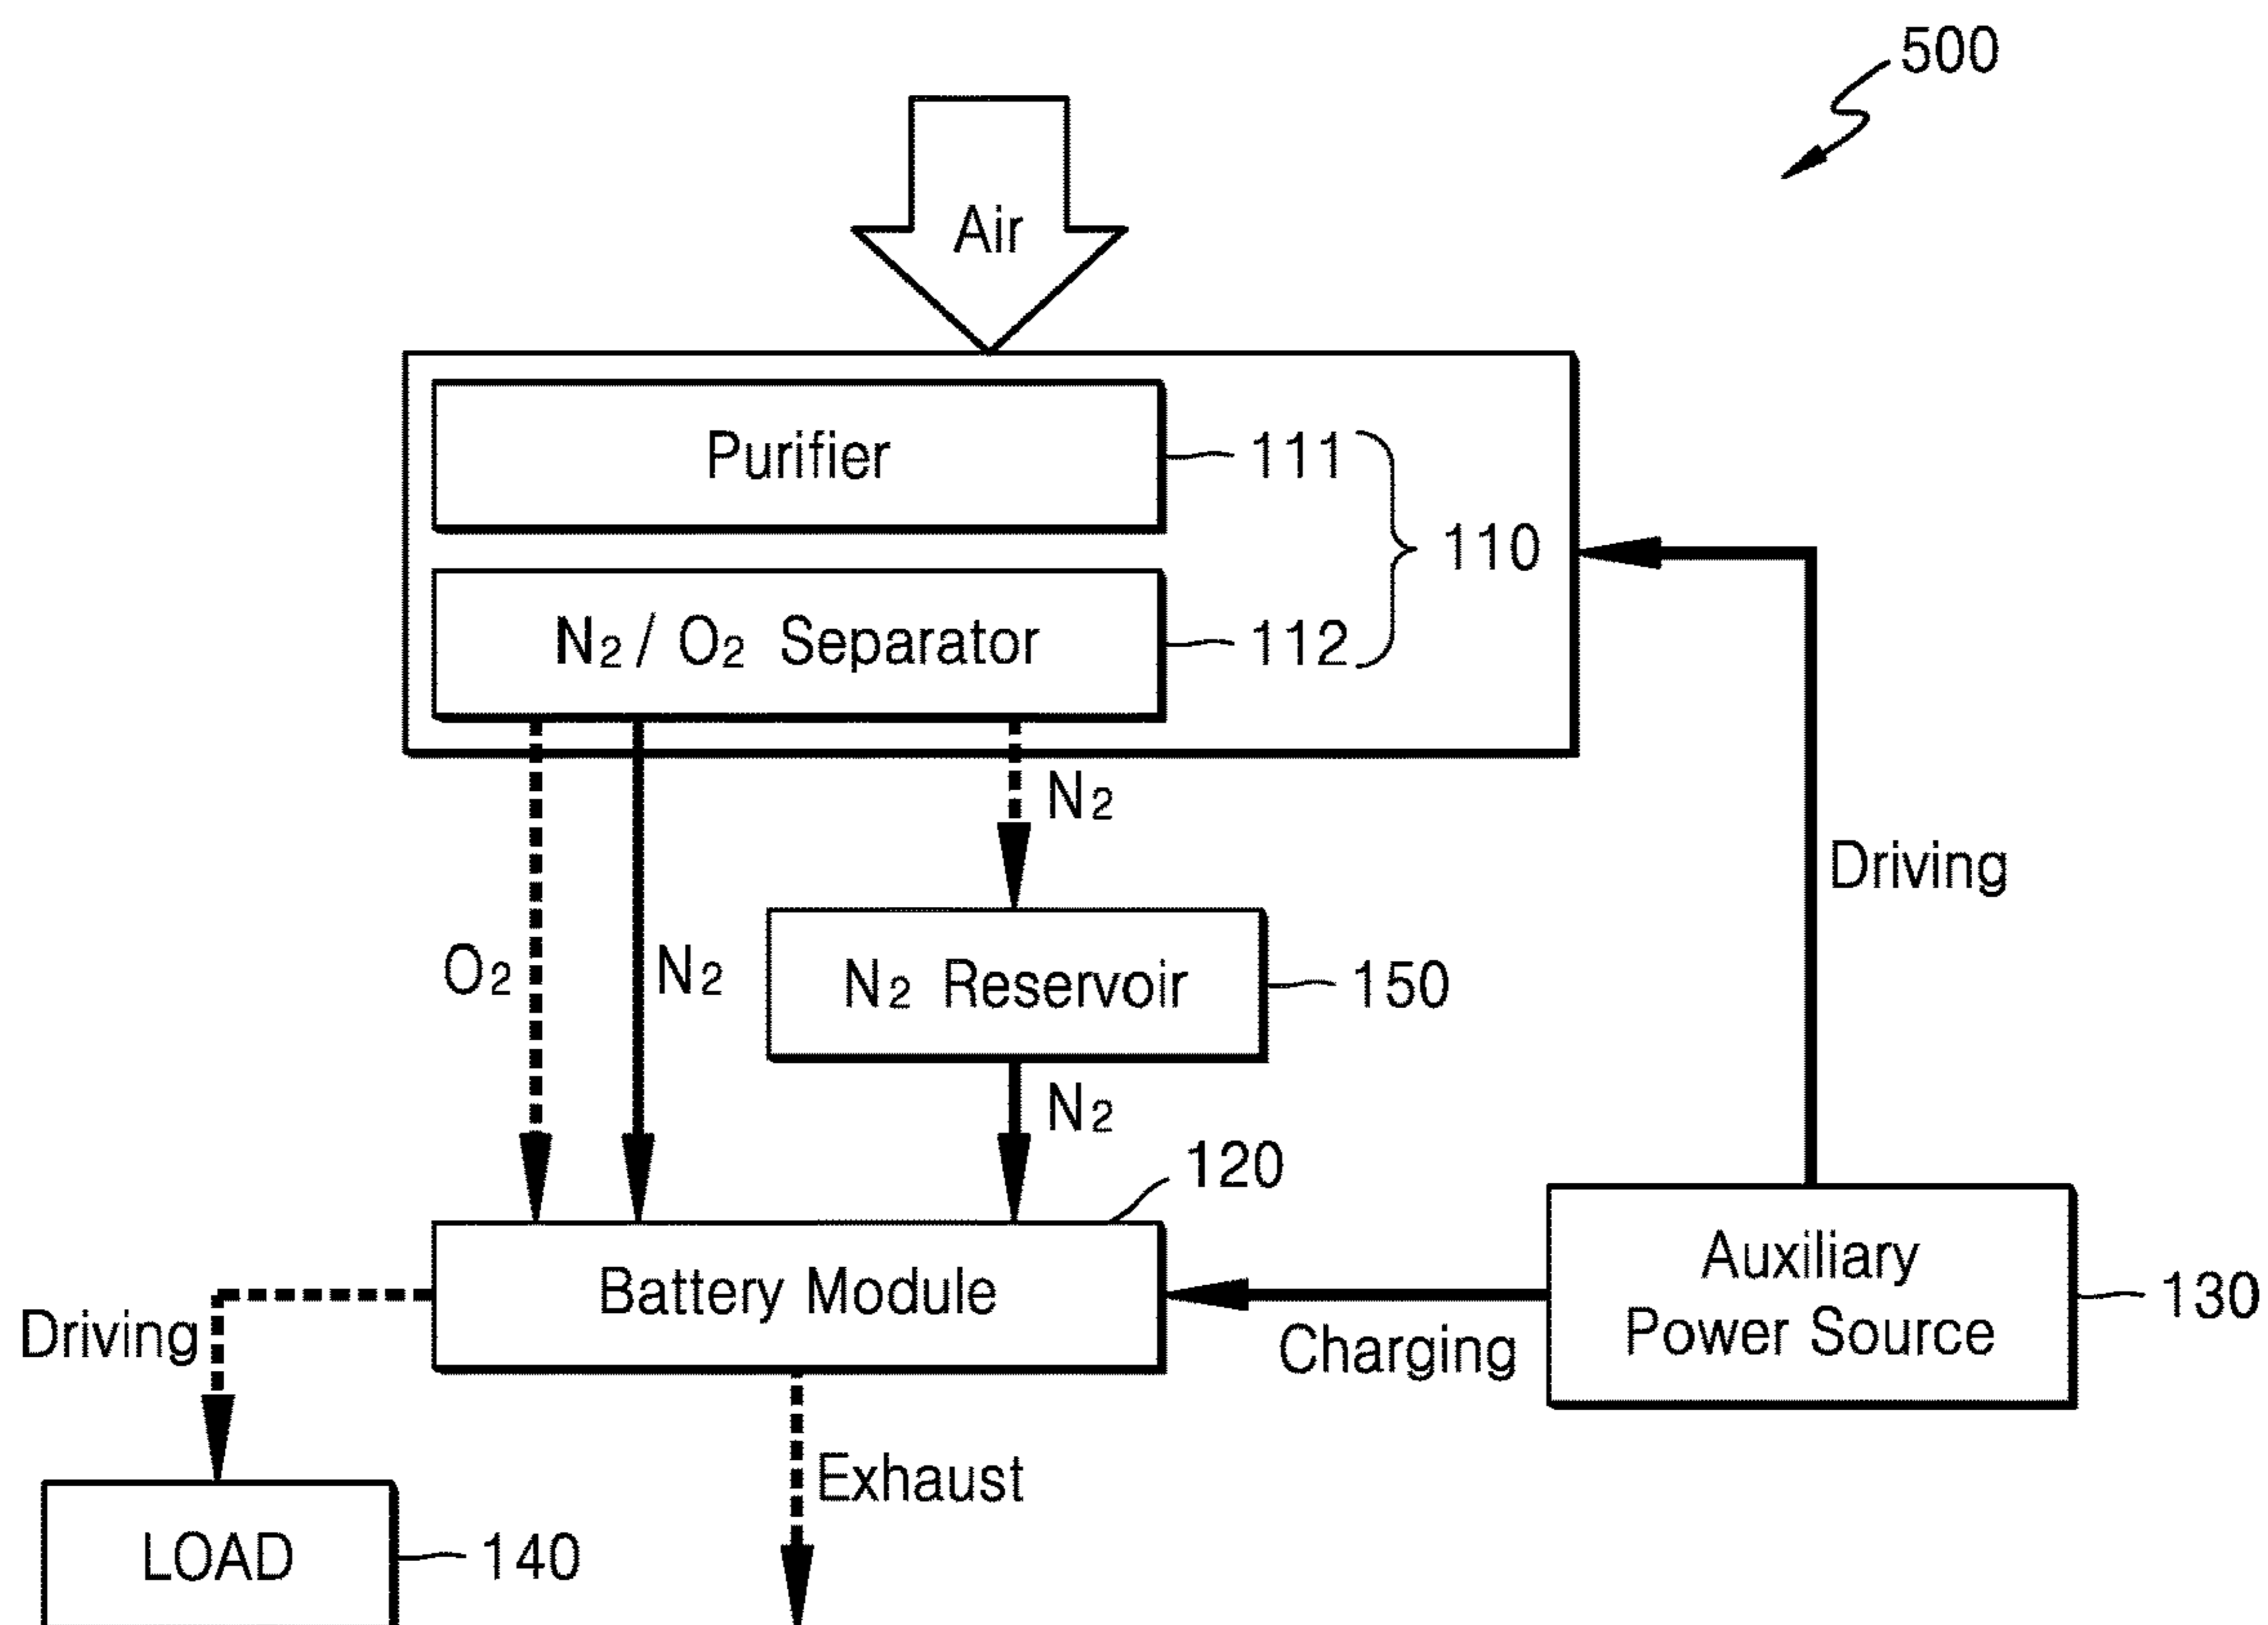 500
Air
Purifier
111
110
N₂ / O₂ Separator
112
N₂
Driving
O₂
N₂
N₂ Reservoir
150
N₂
120
Battery Module
Auxiliary
Power Source
130
Driving
Charging
Exhaust
LOAD
140